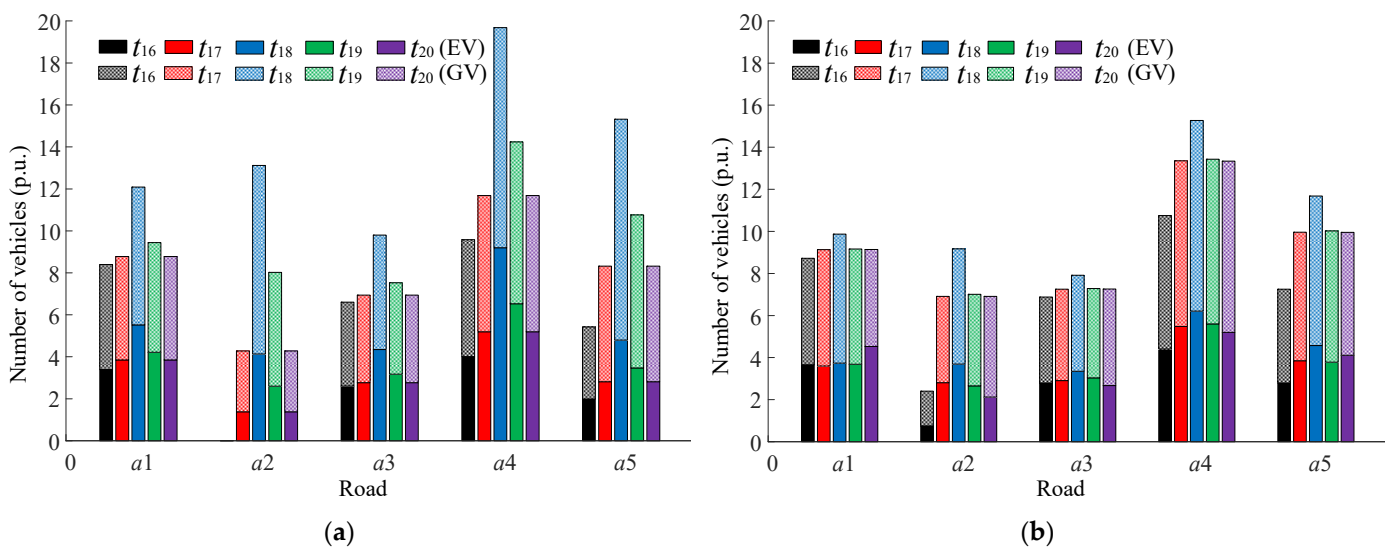 20
18
16
14
12
10
8
6
4
2
0
Number of vehicles (p.u.)
t16 t17 t18 t19 t20 (EV)
t16 t17 t18 t19 t20 (GV)
0 a1 a2 a3 a4 a5
Road
(a)
20
18
16
14
12
10
8
6
4
2
0
Number of vehicles (p.u.)
t16 t17 t18 t19 t20 (EV)
t16 t17 t18 t19 t20 (GV)
0 a1 a2 a3 a4 a5
Road
(b)